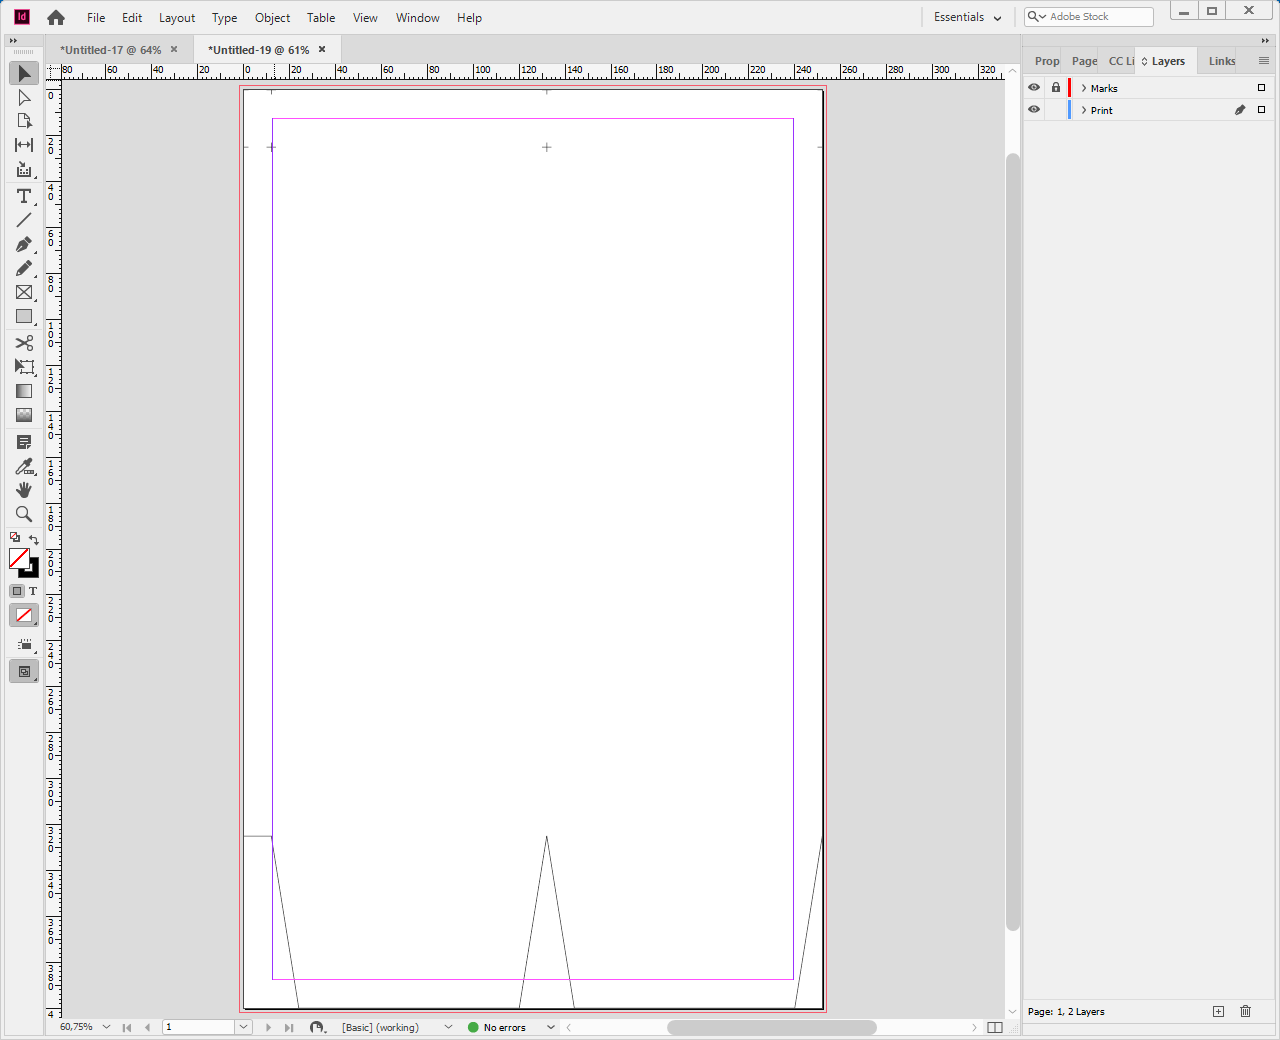 Id File Edit Layout Type Object Table View Window Help Essentials Adobe Stock
*Untitled-17 @ 64% × *Untitled-19 @ 61% ×
80 60 40 20 0 20 40 60 80 100 120 140 160 180 200 220 240 260 280 300 320
Prop Page CC Li Layers Links
Marks
Print
0
20
40
60
80
100
120
140
160
180
200
220
240
260
280
300
320
340
360
380
4
T
T
60,75% 1 [Basic] (working) No errors
Page: 1, 2 Layers